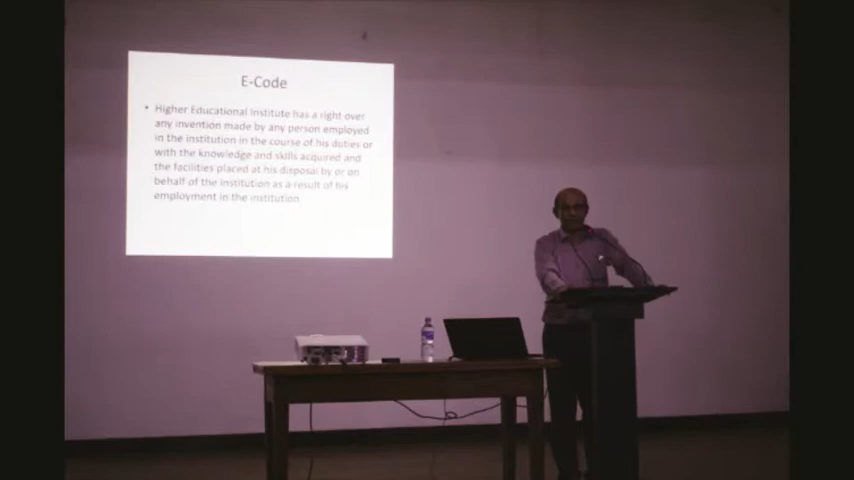 E-Code
• Higher Educational Institute has a right over
any invention made by any person employed
in the institution in the course of his duties or
with the knowledge and skills acquired and
the facilities placed at his disposal by or on
behalf of the institution as a result of his
employment in the institution.